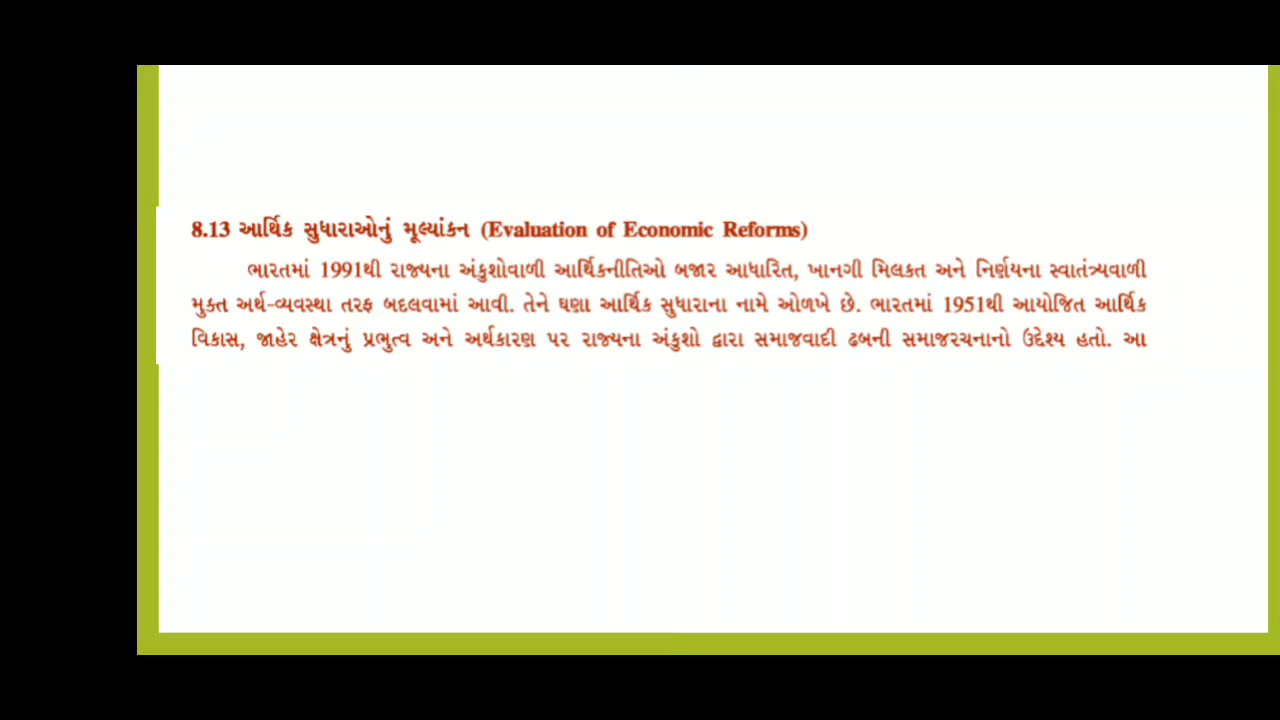 8.13 આર્થિક સુધારાઓનું મૂલ્યાંકન (Evaluation of Economic Reforms)
ભારતમાં 1991થી રાજ્યના અંકુશોવાળી આર્થિકનીતિઓ બજાર આધારિત, ખાનગી મિલકત અને નિર્ણયના સ્વાતંત્ર્યવાળી
મુક્ત અર્થ-વ્યવસ્થા તરફ બદલવામાં આવી. તેને ઘણા આર્થિક સુધારાના નામે ઓળખે છે. ભારતમાં 1951થી આયોજિત આર્થિક
વિકાસ, જાહેર ક્ષેત્રનું પ્રભુત્વ અને અર્થકારણ પર રાજ્યના અંકુશો દ્વારા સમાજવાદી ઢબની સમાજરચનાનો ઉદ્દેશ્ય હતો. આ